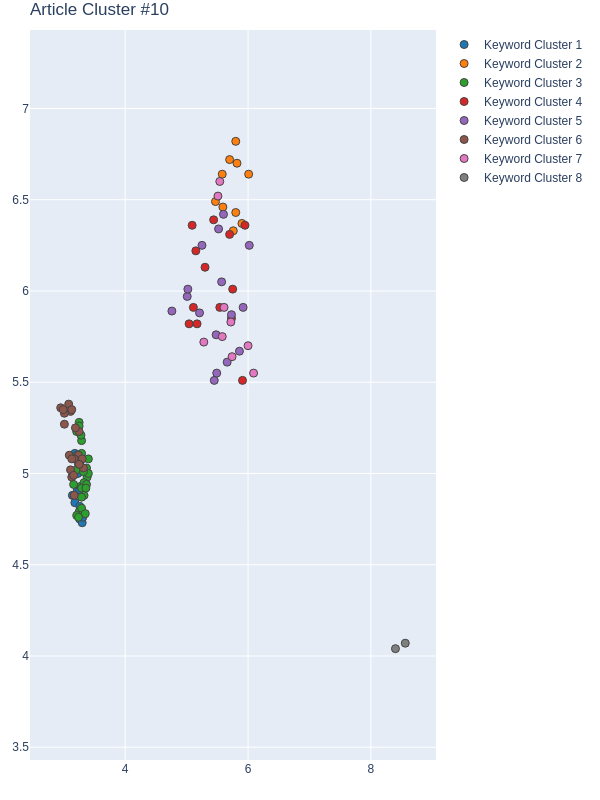 Article Cluster #10
Keyword Cluster 1
Keyword Cluster 2
Keyword Cluster 3
Keyword Cluster 4
Keyword Cluster 5
Keyword Cluster 6
Keyword Cluster 7
Keyword Cluster 8
7
6.5
6
5.5
5
4.5
4
3.5
4
6
8